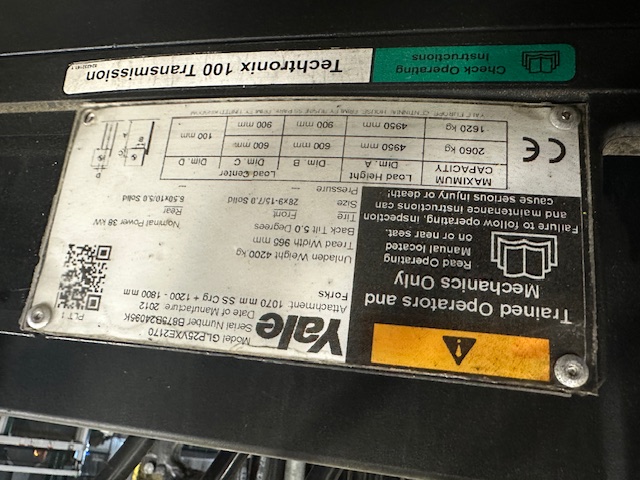 Trained Operators and
Mechanics Only
Read Operating
Manual located
on or near seat.
Failure to follow operating, inspection
and maintenance instructions can
cause serious injury or death!
Yale
Model GLP25VXE2170
Serial Number B875B24095K
Date of Manufacture 2012
Attachment 1070 mm SS Crg + 1200 - 1800 mm
Forks
PLT 1
Unladen Weight 4200 kg
Tread Width 965 mm
Back Tilt 5.0 Degrees
Nominal Power 38 kW
Tire Front Rear
Size 28x9-15/7.0 Solid 6.50x10/5.0 Solid
Pressure — —
MAXIMUM CAPACITY Load Height Load Center
Dim. A Dim. B Dim. C Dim. D
2060 kg 4950 mm 600 mm 600 mm 100 mm
1620 kg 4950 mm 900 mm 900 mm
CE
Check Operating
Instructions
Techtronix 100 Transmission